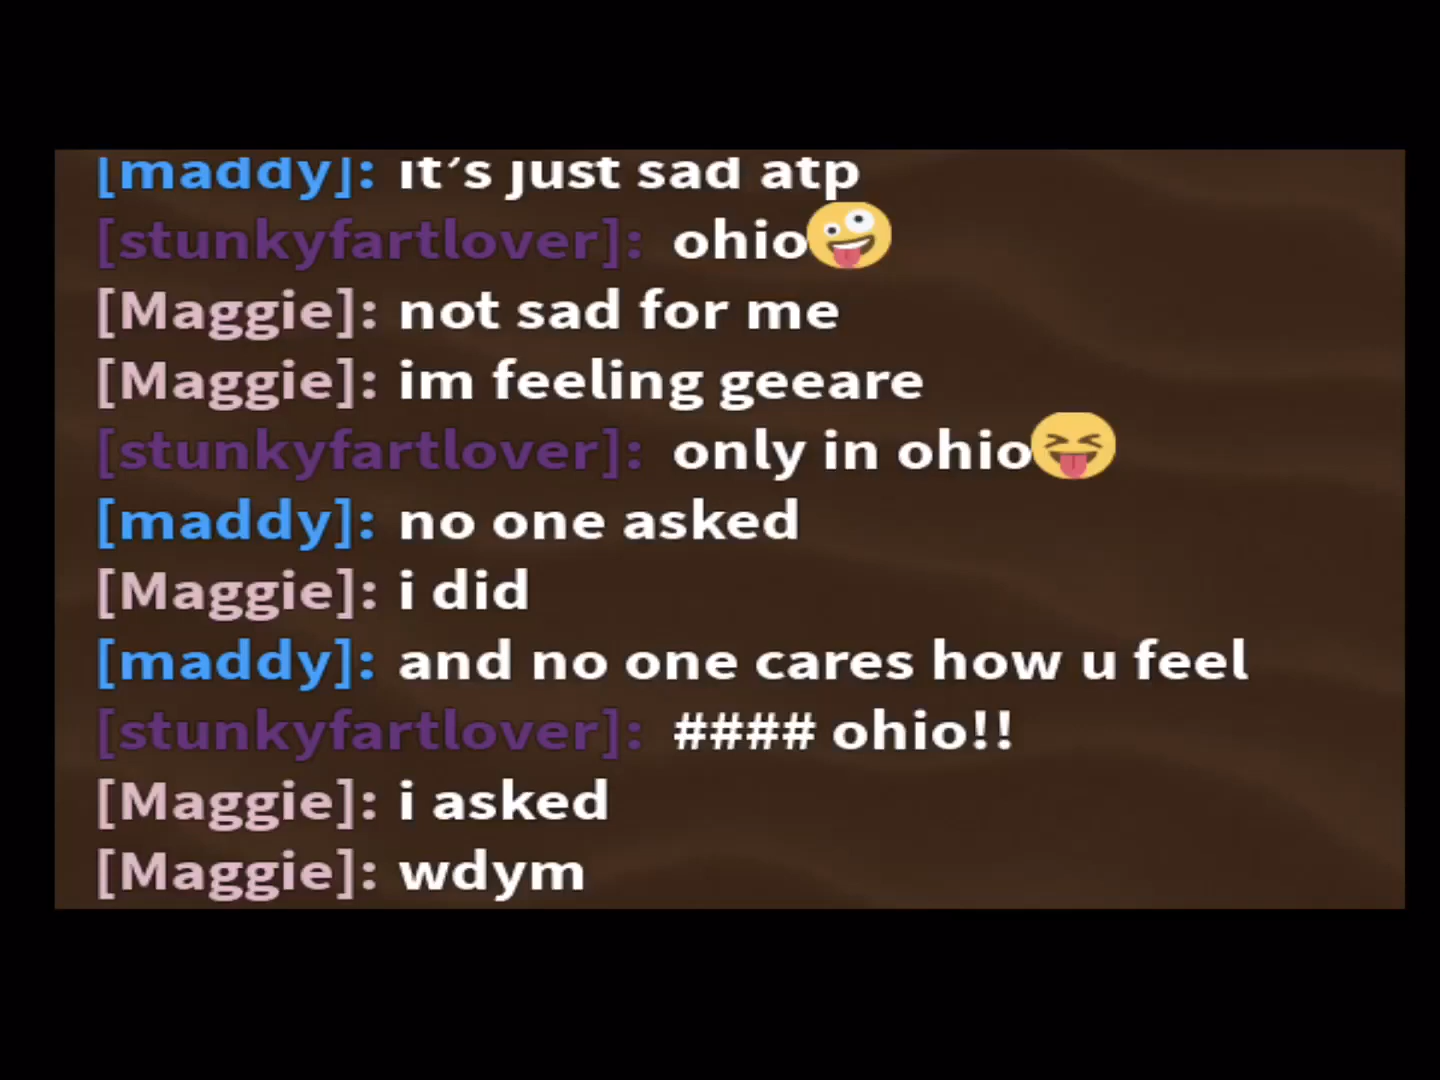 [maddy]: it’s just sad atp
[stunkyfartlover]: ohio🤪
[Maggie]: not sad for me
[Maggie]: im feeling geeare
[stunkyfartlover]: only in ohio😝
[maddy]: no one asked
[Maggie]: i did
[maddy]: and no one cares how u feel
[stunkyfartlover]: #### ohio!!
[Maggie]: i asked
[Maggie]: wdym